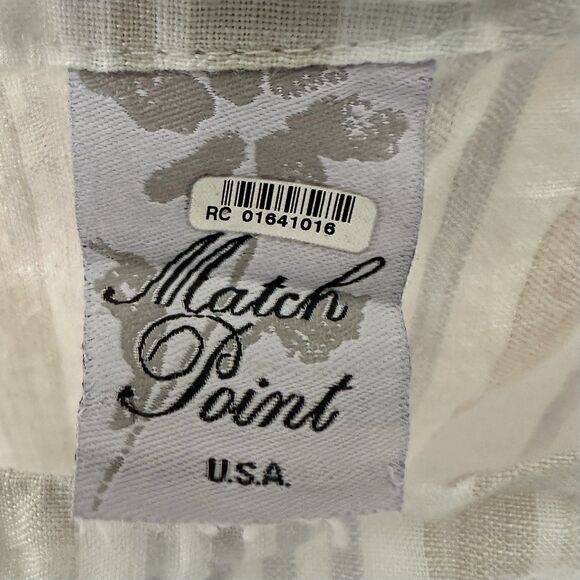 RC 01641016
Match
Point
U.S.A.